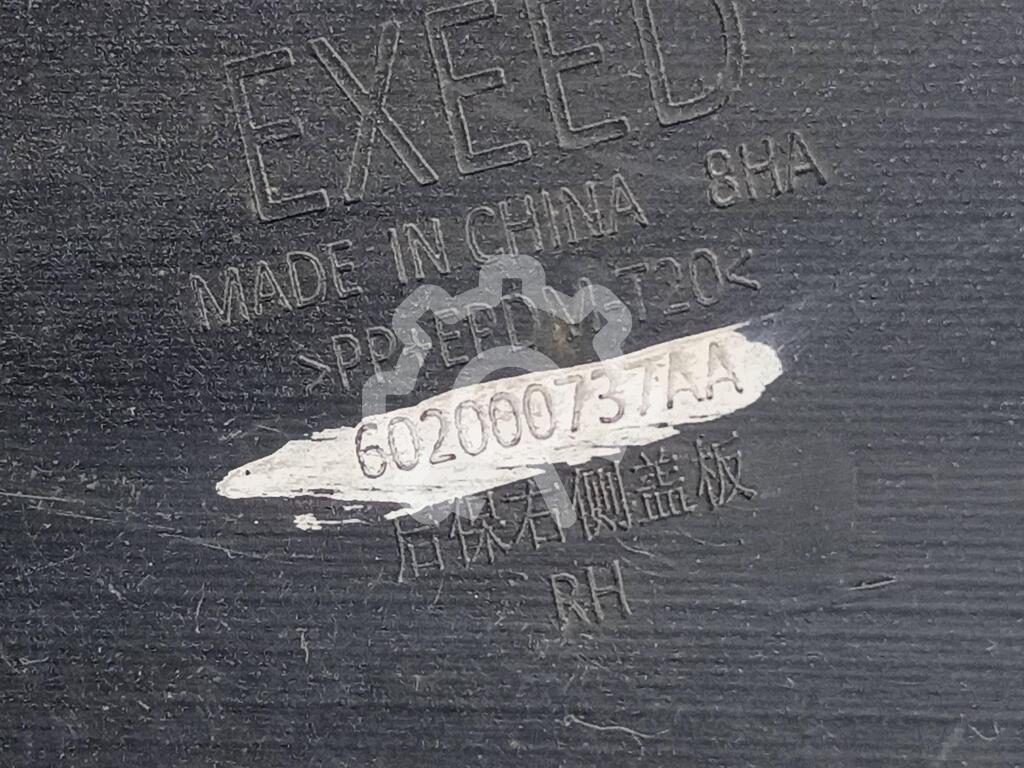 EXEED
MADE IN CHINA 8HA
>PP+EPDM-T20<
602000737AA
后保右侧盖板
RH